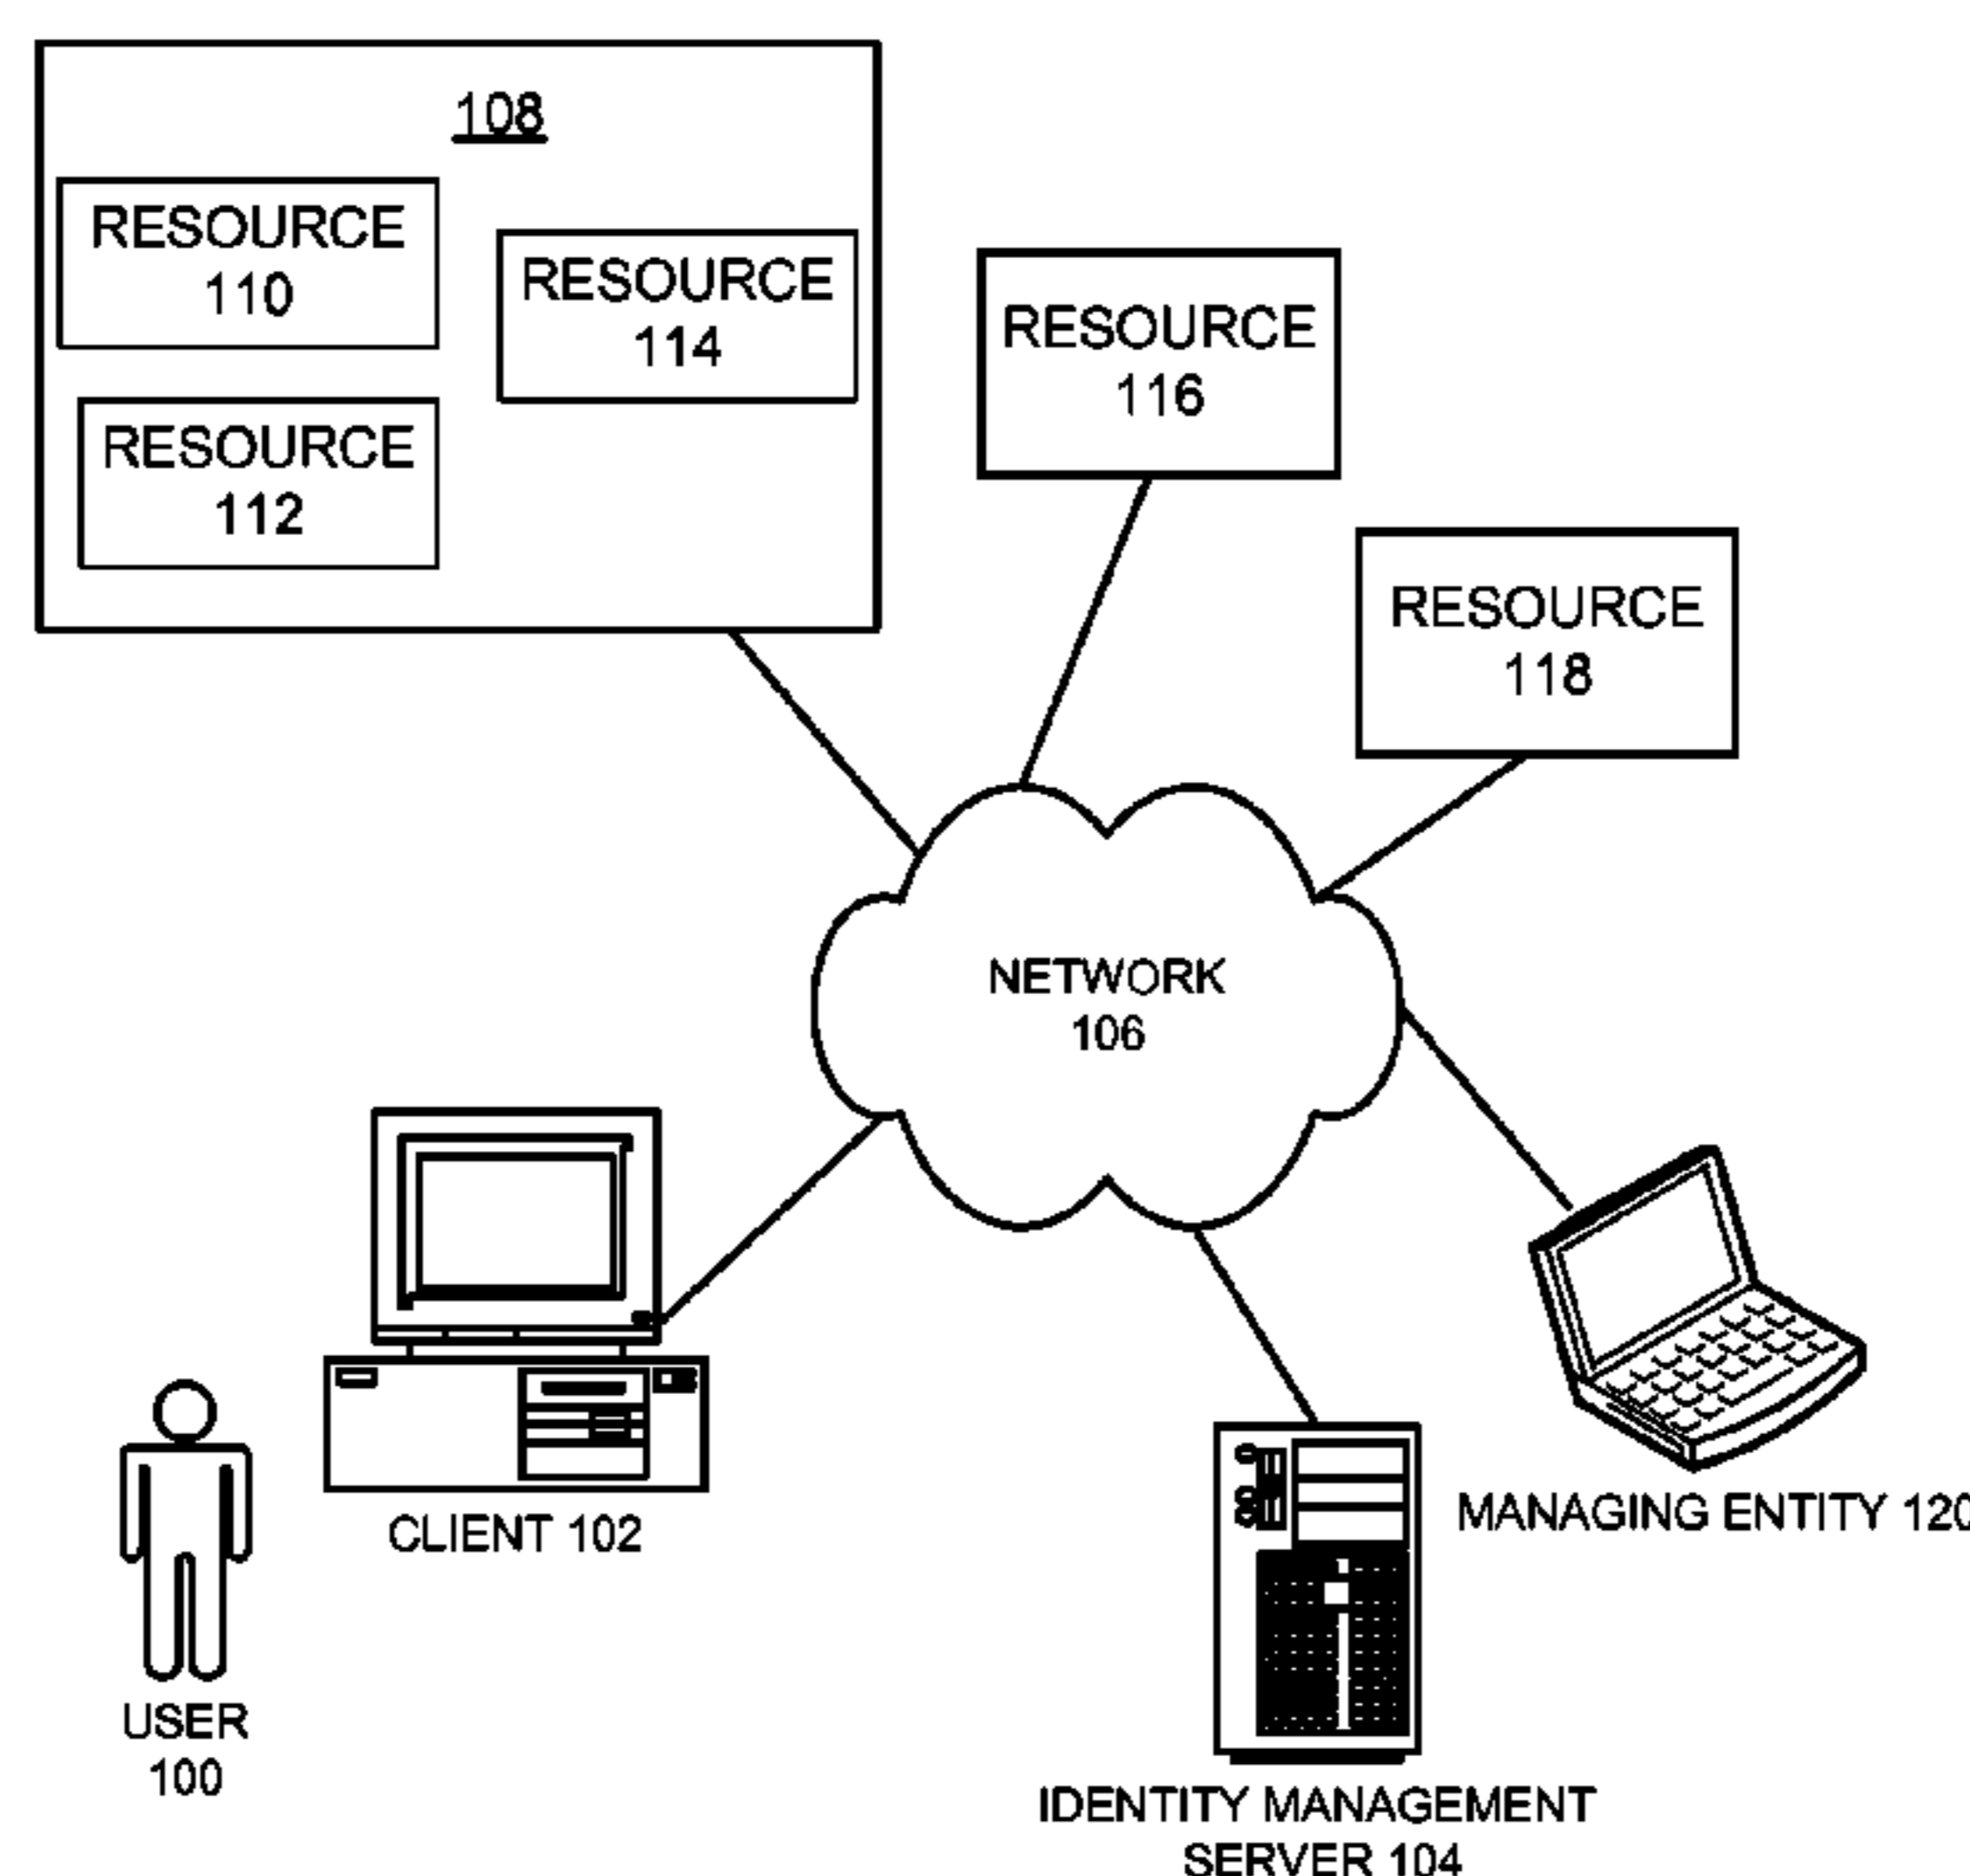 108
RESOURCE
110
RESOURCE
114
RESOURCE
112
RESOURCE
116
RESOURCE
118
NETWORK
106
CLIENT 102
MANAGING ENTITY 120
USER
100
IDENTITY MANAGEMENT
SERVER 104